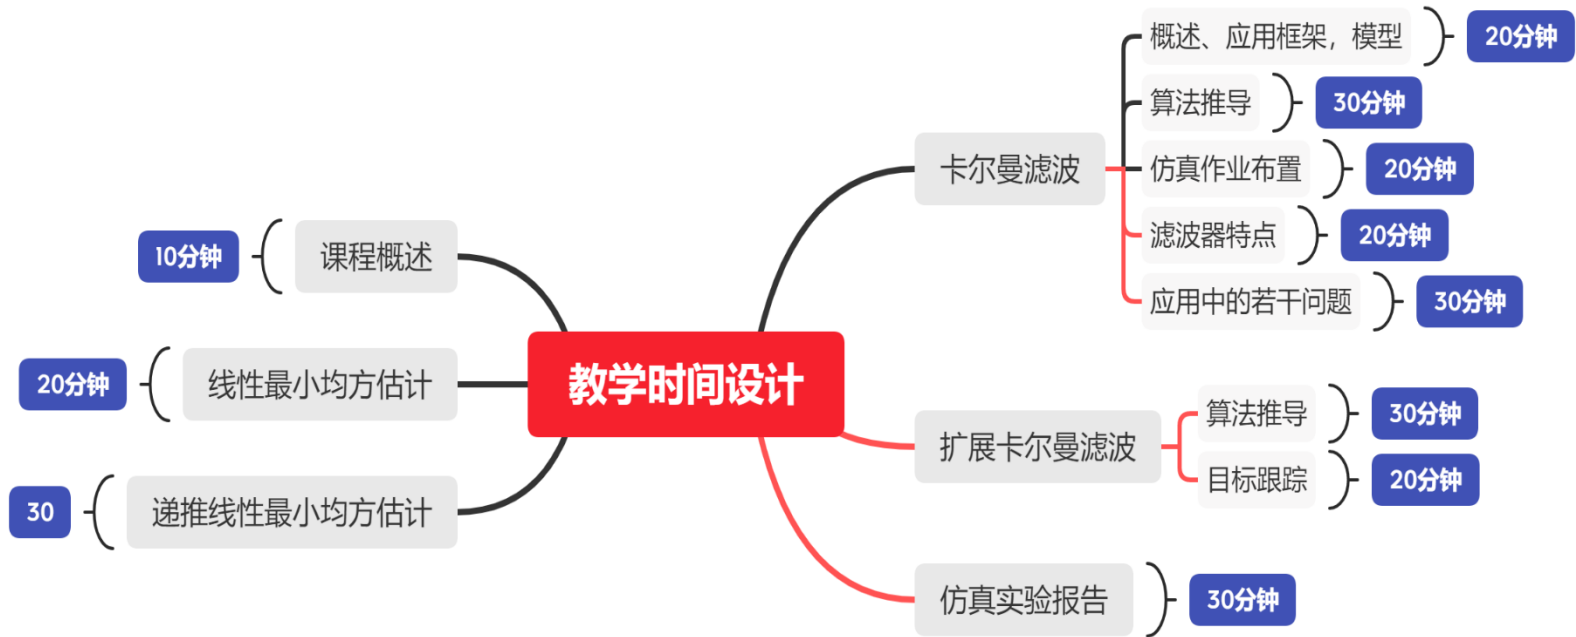 教学时间设计
课程概述
10分钟
线性最小均方估计
20分钟
递推线性最小均方估计
30
卡尔曼滤波
概述、应用框架，模型
20分钟
算法推导
30分钟
仿真作业布置
20分钟
滤波器特点
20分钟
应用中的若干问题
30分钟
扩展卡尔曼滤波
算法推导
30分钟
目标跟踪
20分钟
仿真实验报告
30分钟